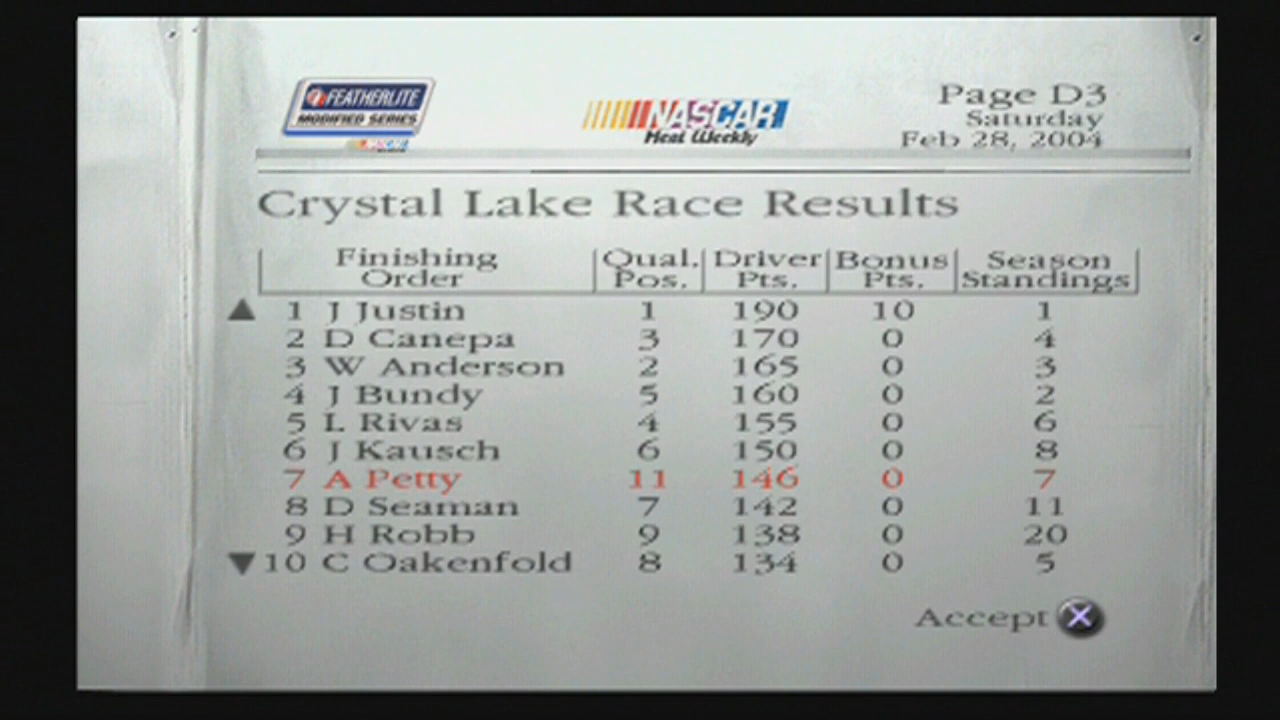 FEATHERLITE
MODIFIED SERIES
NASCAR
NASCAR
Meat Weekly
Page D3
Saturday
Feb 28, 2004
Crystal Lake Race Results
Finishing Order Qual. Pos. Driver Pts. Bonus Pts. Season Standings
1 J Justin 1 190 10 1
2 D Canepa 3 170 0 4
3 W Anderson 2 165 0 3
4 J Bundy 5 160 0 2
5 L Rivas 4 155 0 6
6 J Kausch 6 150 0 8
7 A Petty 11 146 0 7
8 D Seaman 7 142 0 11
9 H Robb 9 138 0 20
10 C Oakenfold 8 134 0 5
Accept